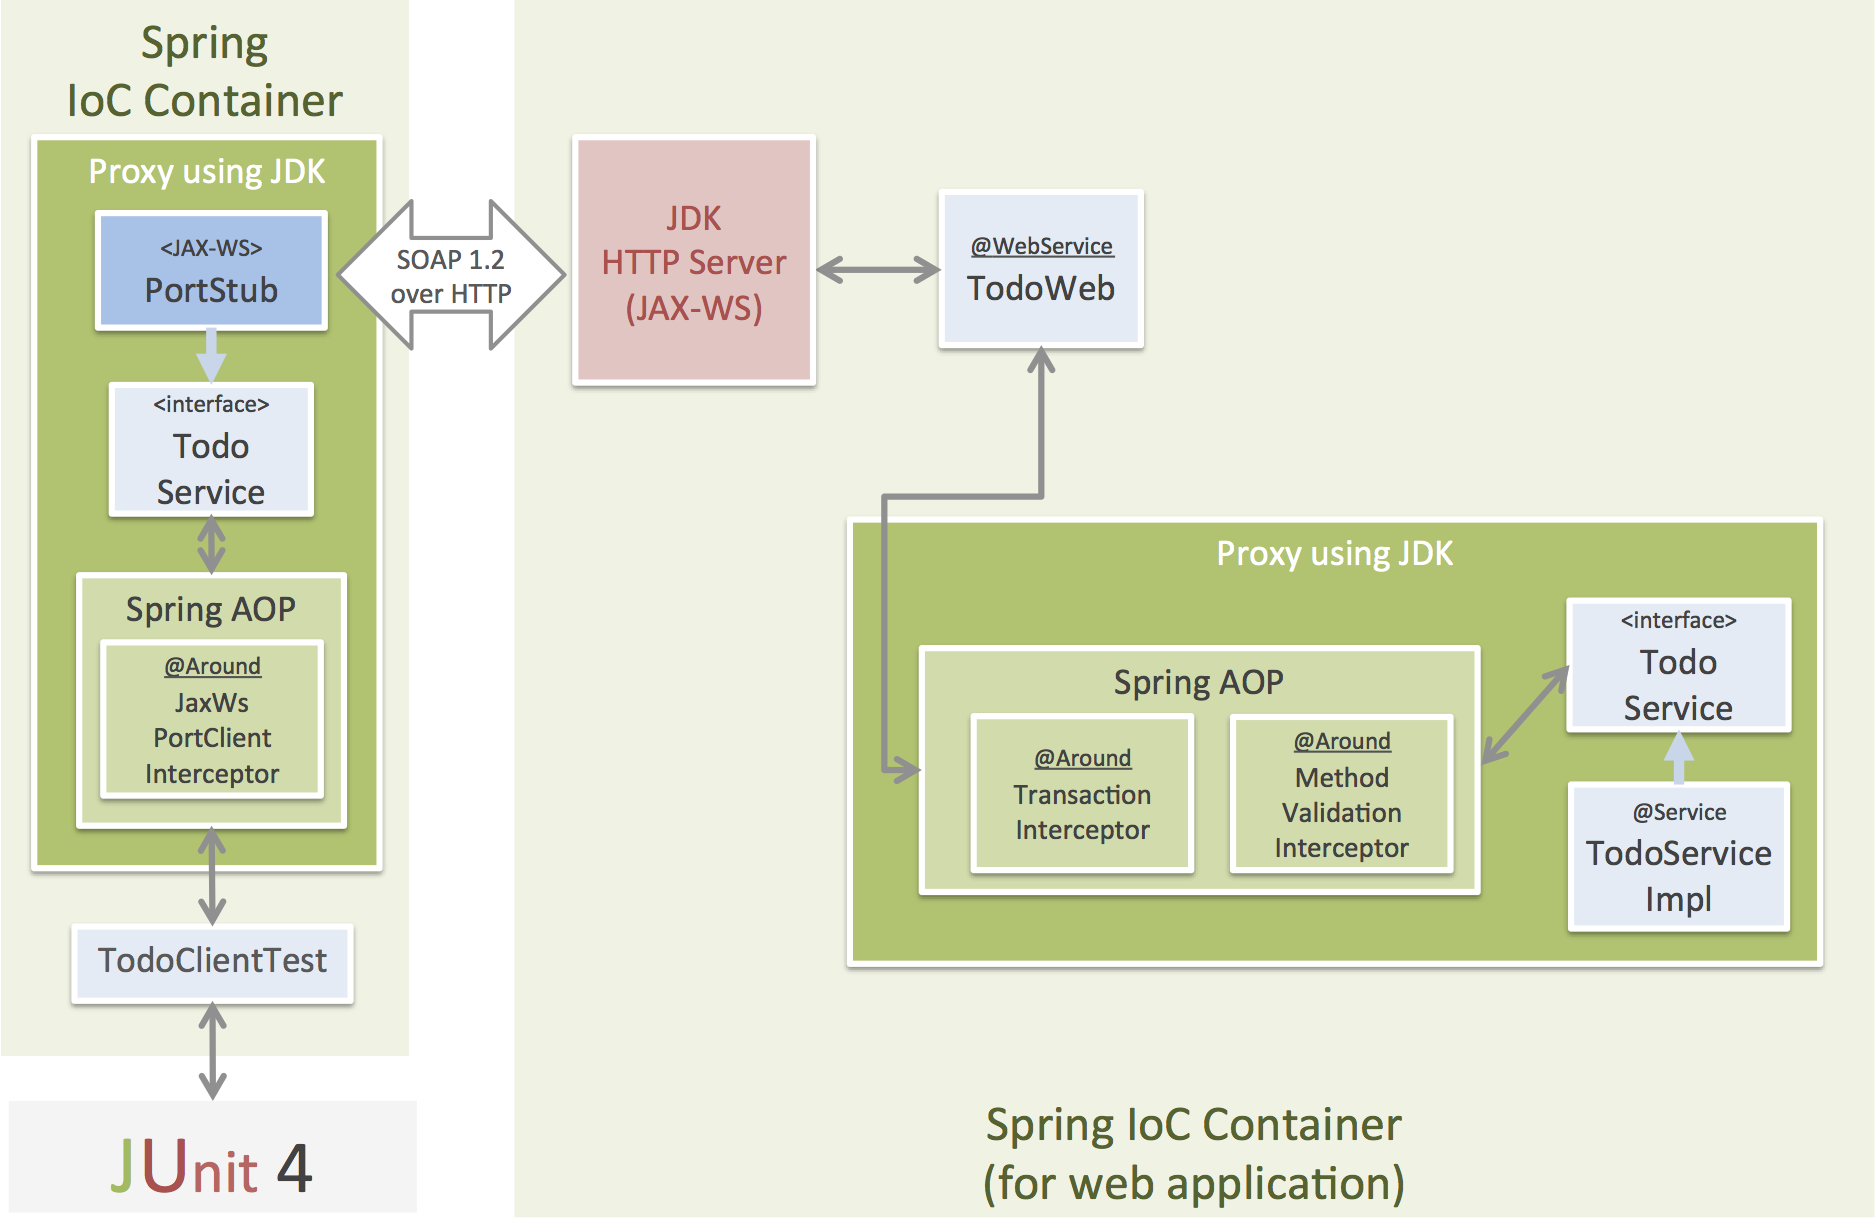 Spring
IoC Container
Proxy using JDK
<JAX-WS>
PortStub
<interface>
Todo
Service
Spring AOP
@Around
JaxWs
PortClient
Interceptor
TodoClientTest
JUnit 4
SOAP 1.2
over HTTP
JDK
HTTP Server
(JAX-WS)
@WebService
TodoWeb
Proxy using JDK
Spring AOP
@Around
Transaction
Interceptor
@Around
Method
Validation
Interceptor
<interface>
Todo
Service
@Service
TodoService
Impl
Spring IoC Container
(for web application)